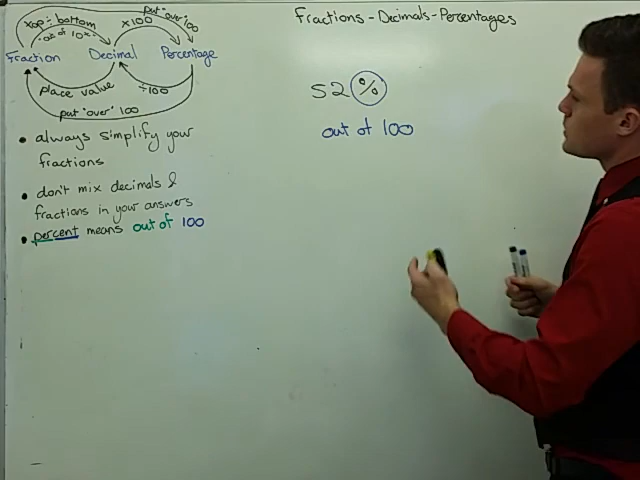 Fractions - Decimals - Percentages
put "over" 100
top ÷ bottom
x100
"out of 10x"
Fraction Decimal Percentage
place value
÷100
put "over" 100
• always simplify your
fractions
• don't mix decimals &
fractions in your answers
• percent means out of 100
52%
out of 100